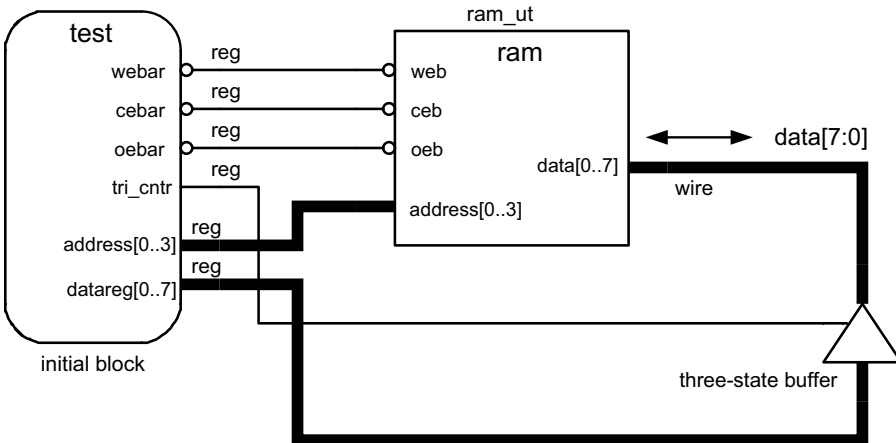 ram_ut
test
ram
reg
webar
web
reg
cebar
ceb
reg
oebar
oeb
data[7:0]
data[0..7]
reg
tri_cntr
wire
address[0..3]
reg
address[0..3]
reg
datareg[0..7]
initial block
three-state buffer